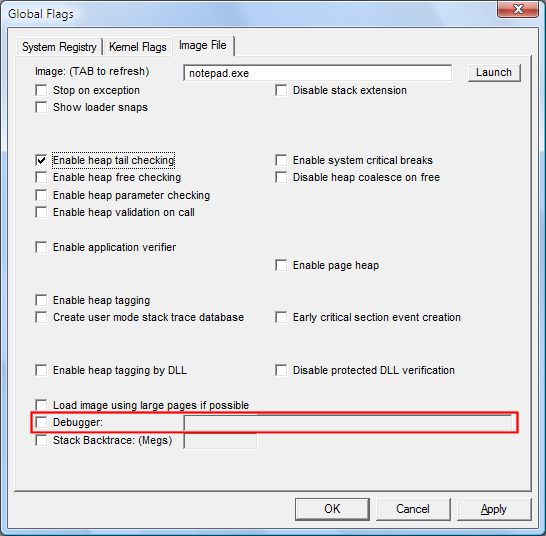 Global Flags
System Registry Kernel Flags Image File
Image: (TAB to refresh) notepad.exe Launch
Stop on exception Disable stack extension
Show loader snaps
Enable heap tail checking Enable system critical breaks
Enable heap free checking Disable heap coalesce on free
Enable heap parameter checking
Enable heap validation on call
Enable application verifier
Enable page heap
Enable heap tagging
Create user mode stack trace database Early critical section event creation
Enable heap tagging by DLL Disable protected DLL verification
Load image using large pages if possible
Debugger:
Stack Backtrace: (Megs)
OK Cancel Apply